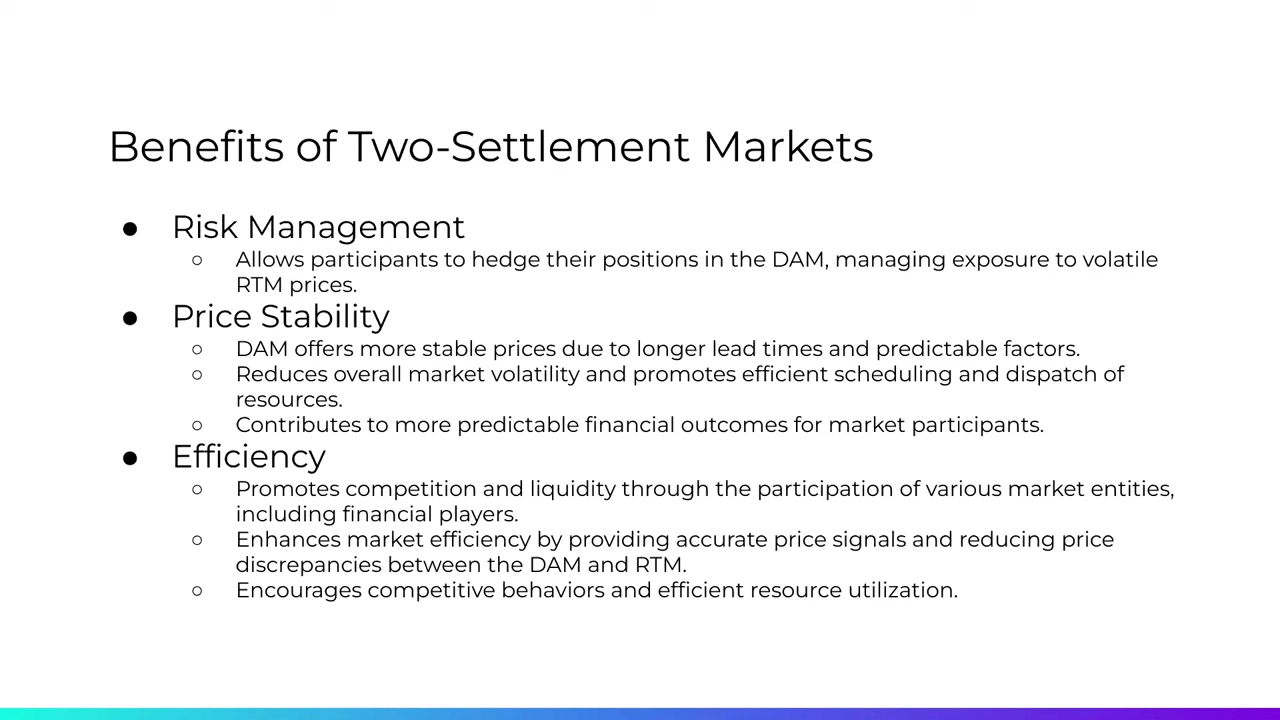 Benefits of Two-Settlement Markets
● Risk Management
○ Allows participants to hedge their positions in the DAM, managing exposure to volatile
RTM prices.
● Price Stability
○ DAM offers more stable prices due to longer lead times and predictable factors.
○ Reduces overall market volatility and promotes efficient scheduling and dispatch of
resources.
○ Contributes to more predictable financial outcomes for market participants.
● Efficiency
○ Promotes competition and liquidity through the participation of various market entities,
including financial players.
○ Enhances market efficiency by providing accurate price signals and reducing price
discrepancies between the DAM and RTM.
○ Encourages competitive behaviors and efficient resource utilization.